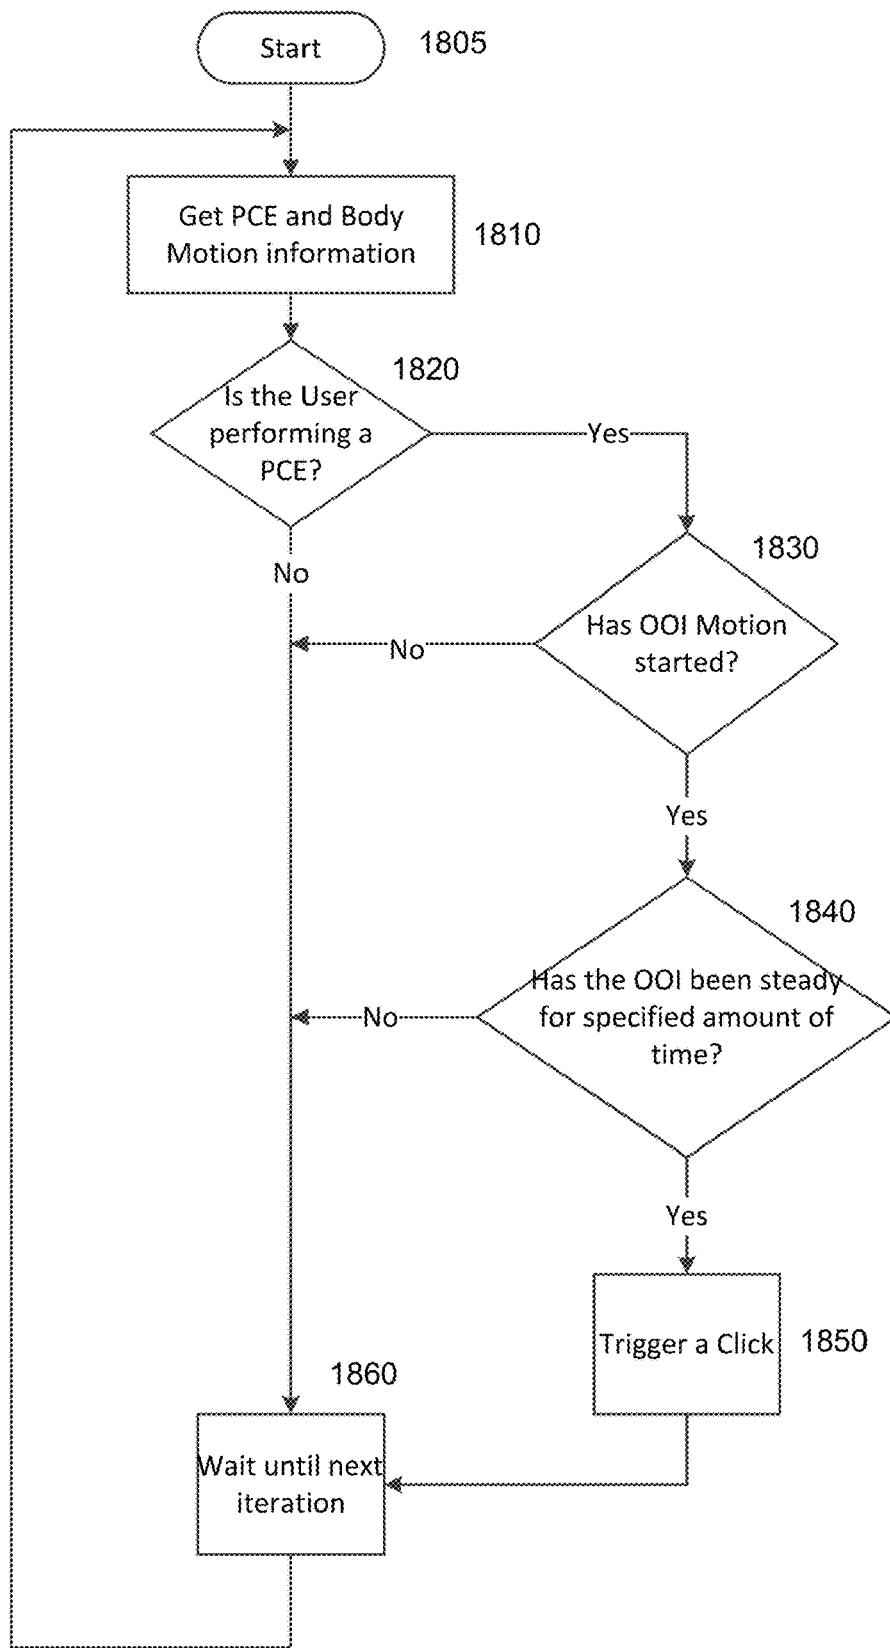 Start
1805
Get PCE and Body
Motion information
1810
1820
Is the User
performing a
PCE?
Yes
No
1830
Has OOI Motion
started?
No
Yes
1840
Has the OOI been steady
for specified amount of
time?
No
Yes
Trigger a Click
1850
1860
Wait until next
iteration